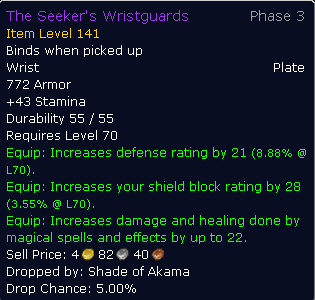 The Seeker's Wristguards Phase 3
Item Level 141
Binds when picked up
Wrist Plate
772 Armor
+43 Stamina
Durability 55 / 55
Requires Level 70
Equip: Increases defense rating by 21 (8.88% @
L70).
Equip: Increases your shield block rating by 28
(3.55% @ L70).
Equip: Increases damage and healing done by
magical spells and effects by up to 22.
Sell Price: 4 82 40
Dropped by: Shade of Akama
Drop Chance: 5.00%